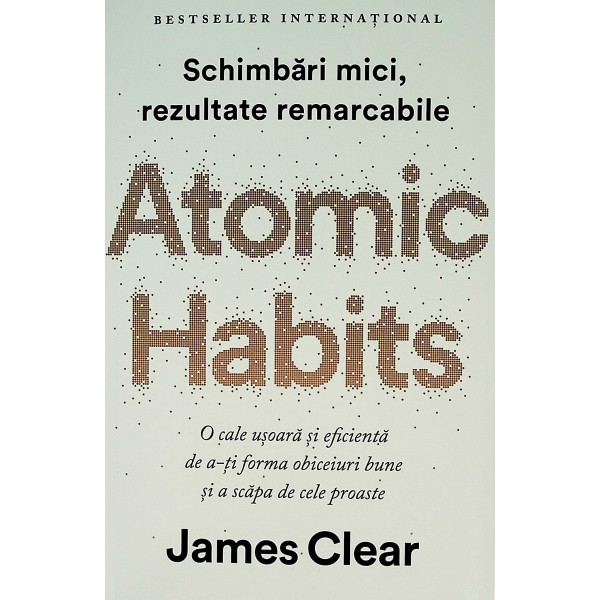 BESTSELLER INTERNAȚIONAL
Schimbări mici,
rezultate remarcabile
Atomic
Habits
O cale ușoară și eficientă
de a-ți forma obiceiuri bune
și a scăpa de cele proaste
James Clear